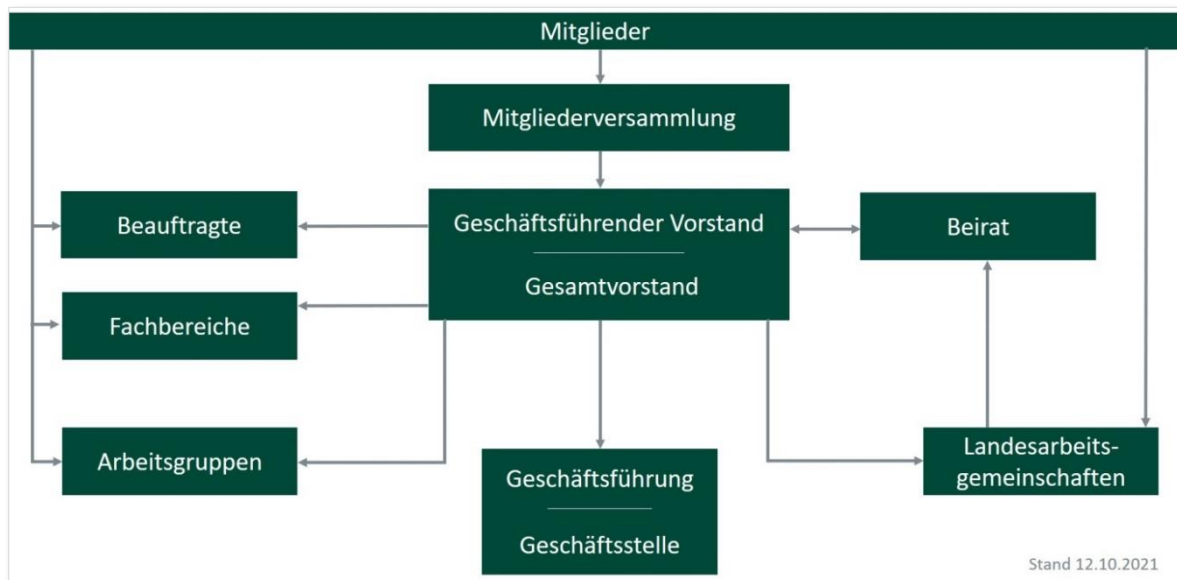 Mitglieder
Mitgliederversammlung
Beauftragte
Geschäftsführender Vorstand
Gesamtvorstand
Beirat
Fachbereiche
Arbeitsgruppen
Geschäftsführung
Geschäftsstelle
Landesarbeits-
gemeinschaften
Stand 12.10.2021